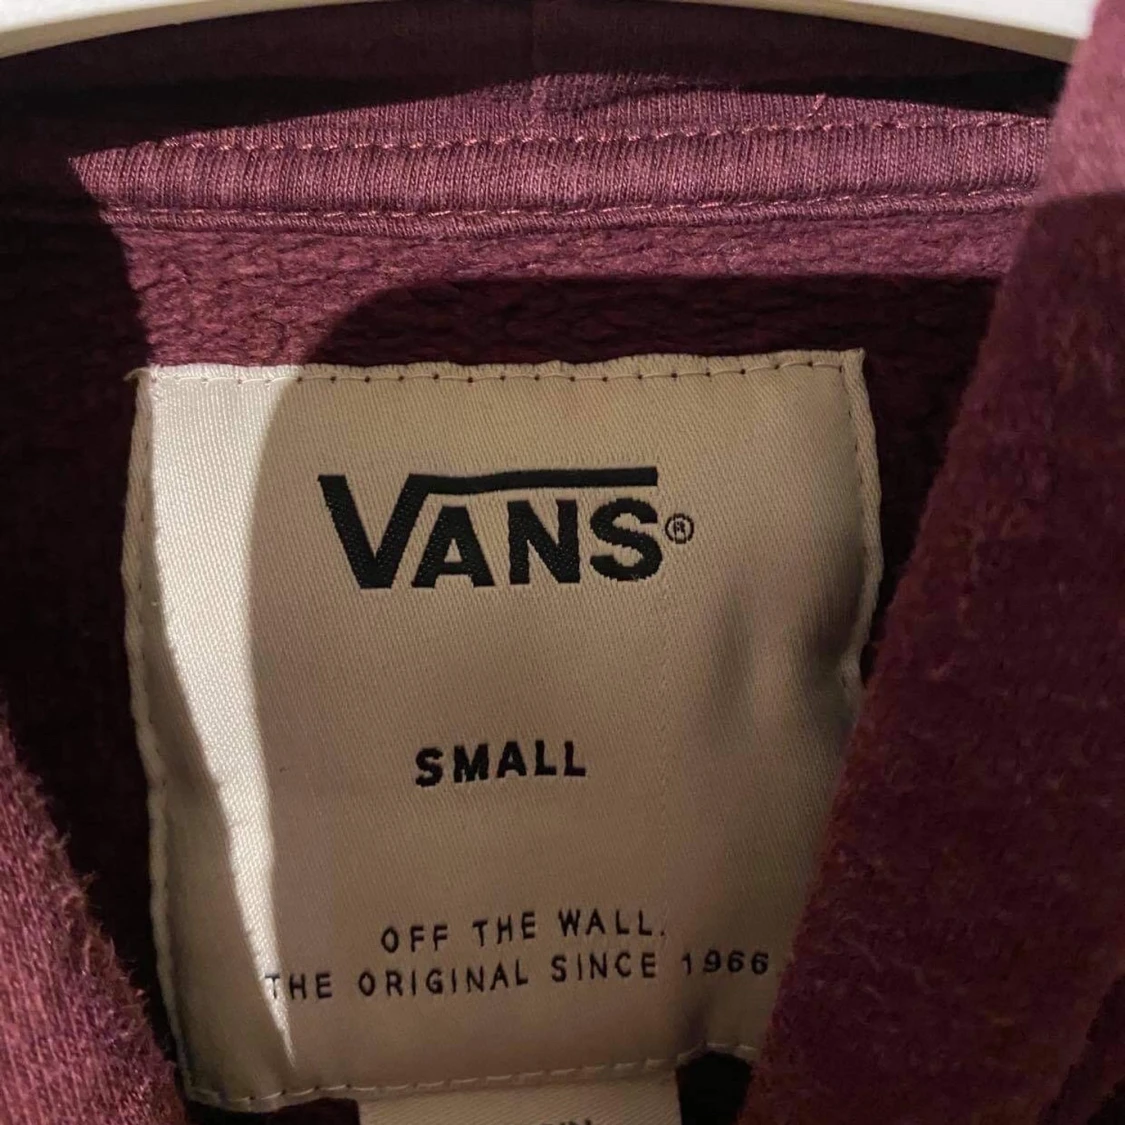 VANS®
SMALL
OFF THE WALL.
THE ORIGINAL SINCE 1966